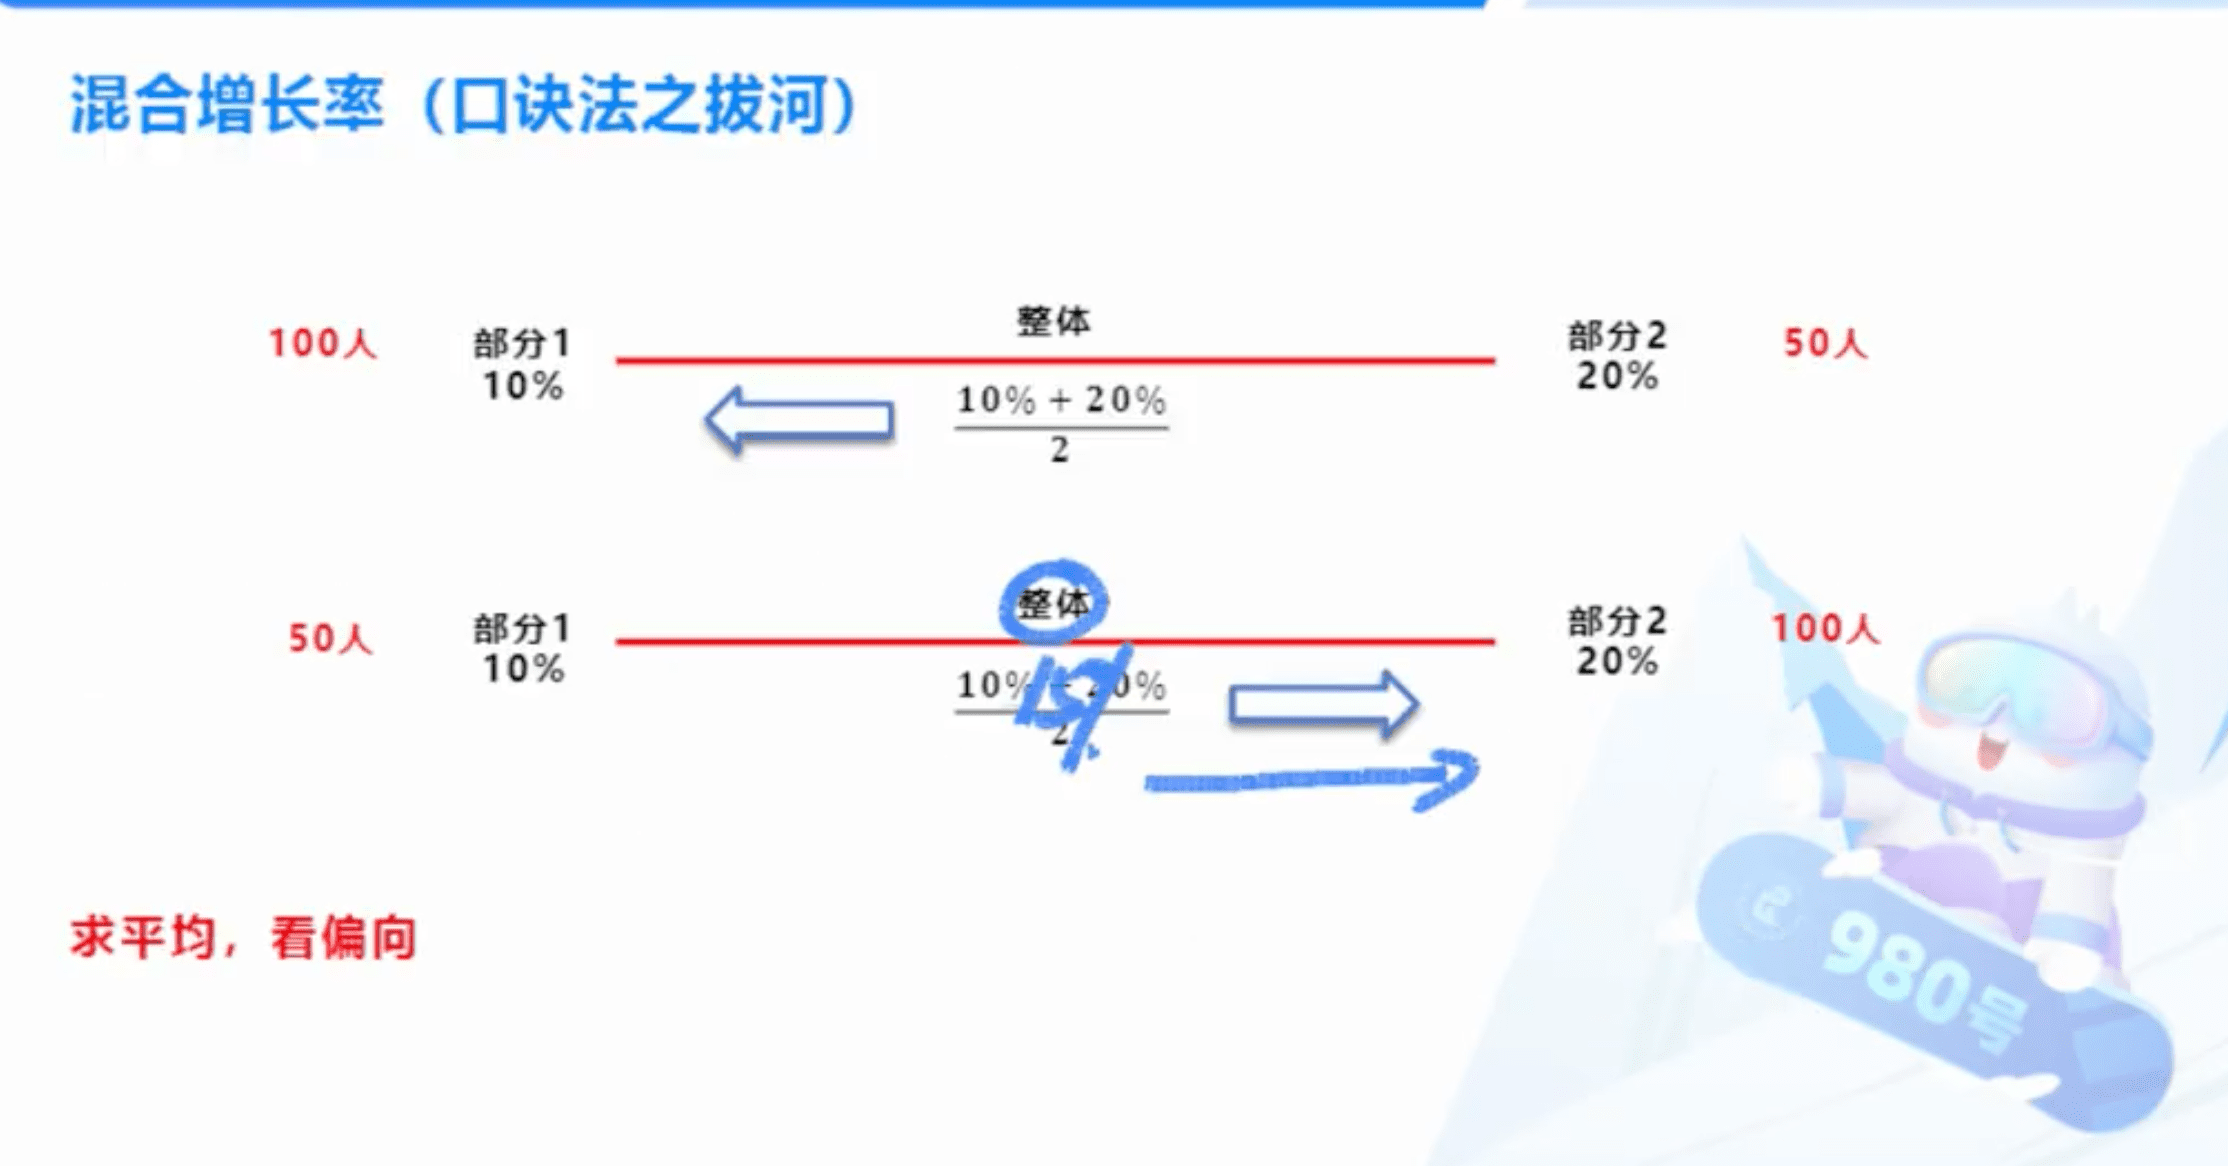 混合增长率（口诀法之拔河）
整体
100人 部分1 部分2 50人
10% 20%
10% + 20%
2
整体
50人 部分1 部分2 100人
10% 20%
10% + 20%
2
15%
求平均，看偏向
980号